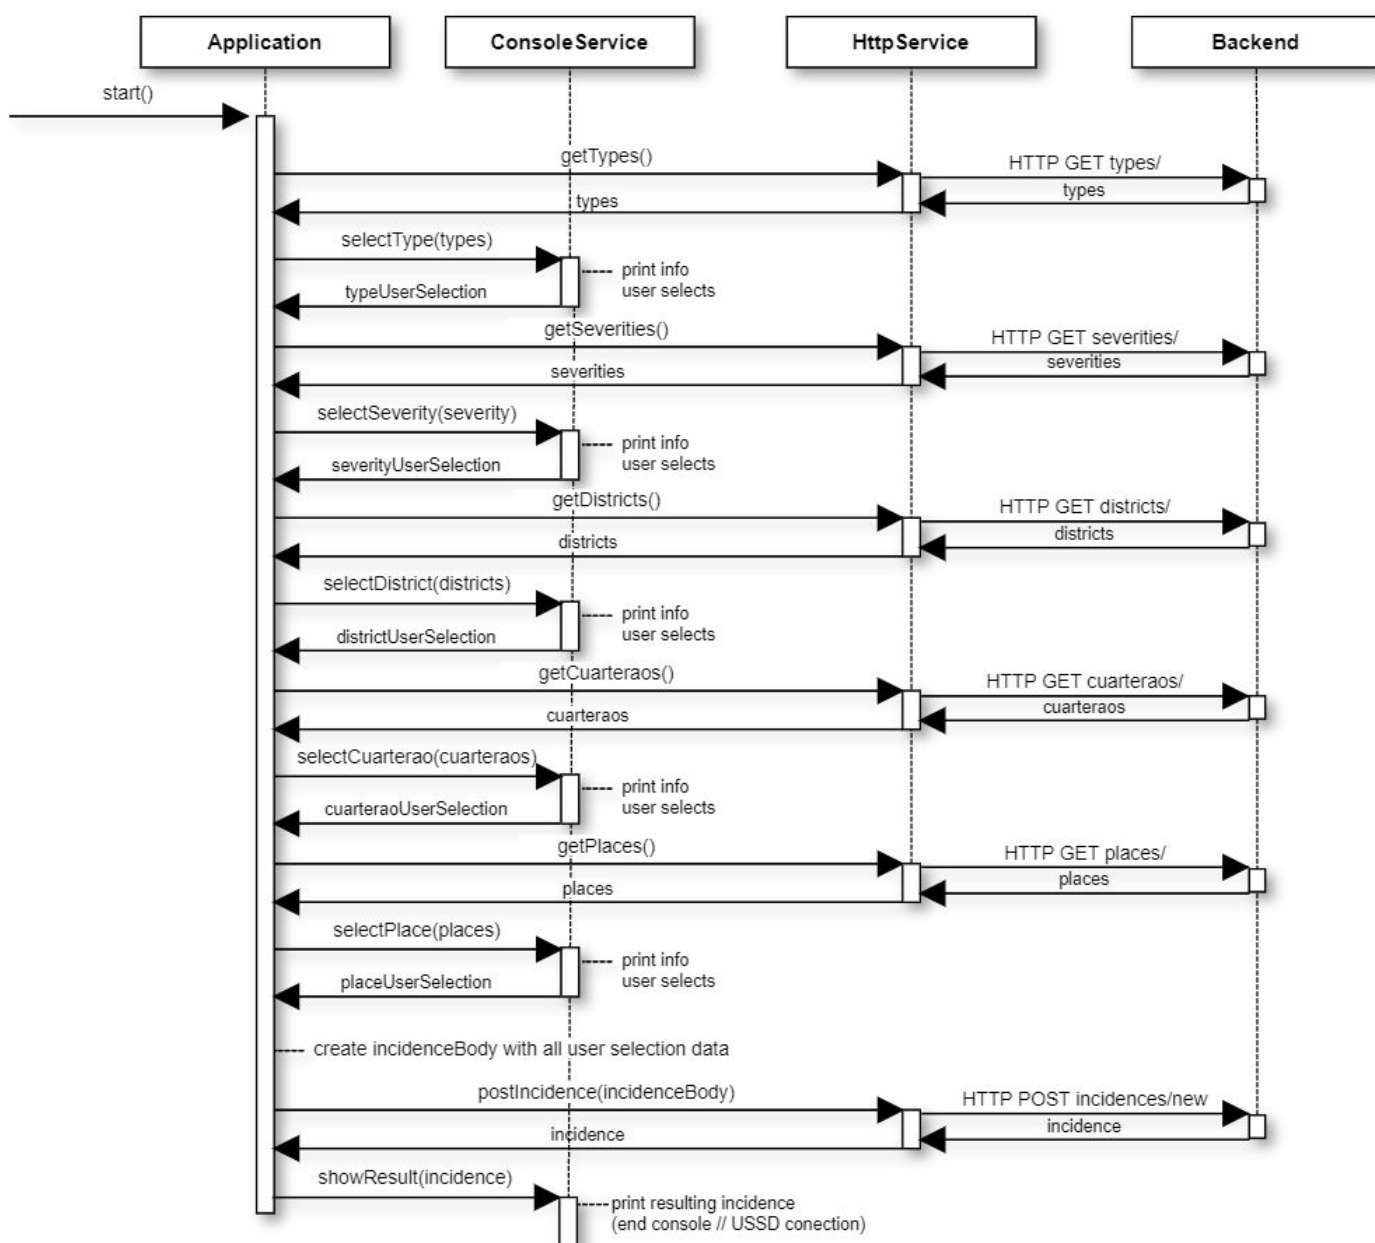 Application
ConsoleService
HttpService
Backend
start()
getTypes()
HTTP GET types/
types
types
selectType(types)
print info
user selects
typeUserSelection
getSeverities()
HTTP GET severities/
severities
severities
selectSeverity(severity)
print info
user selects
severityUserSelection
getDistricts()
HTTP GET districts/
districts
districts
selectDistrict(districts)
print info
user selects
districtUserSelection
getCuarteraos()
HTTP GET cuarteraos/
cuarteraos
cuarteraos
selectCuarterao(cuarteraos)
print info
user selects
cuarteraoUserSelection
getPlaces()
HTTP GET places/
places
places
selectPlace(places)
print info
user selects
placeUserSelection
create incidenceBody with all user selection data
postIncidence(incidenceBody)
HTTP POST incidences/new
incidence
incidence
showResult(incidence)
print resulting incidence
(end console // USSD conection)